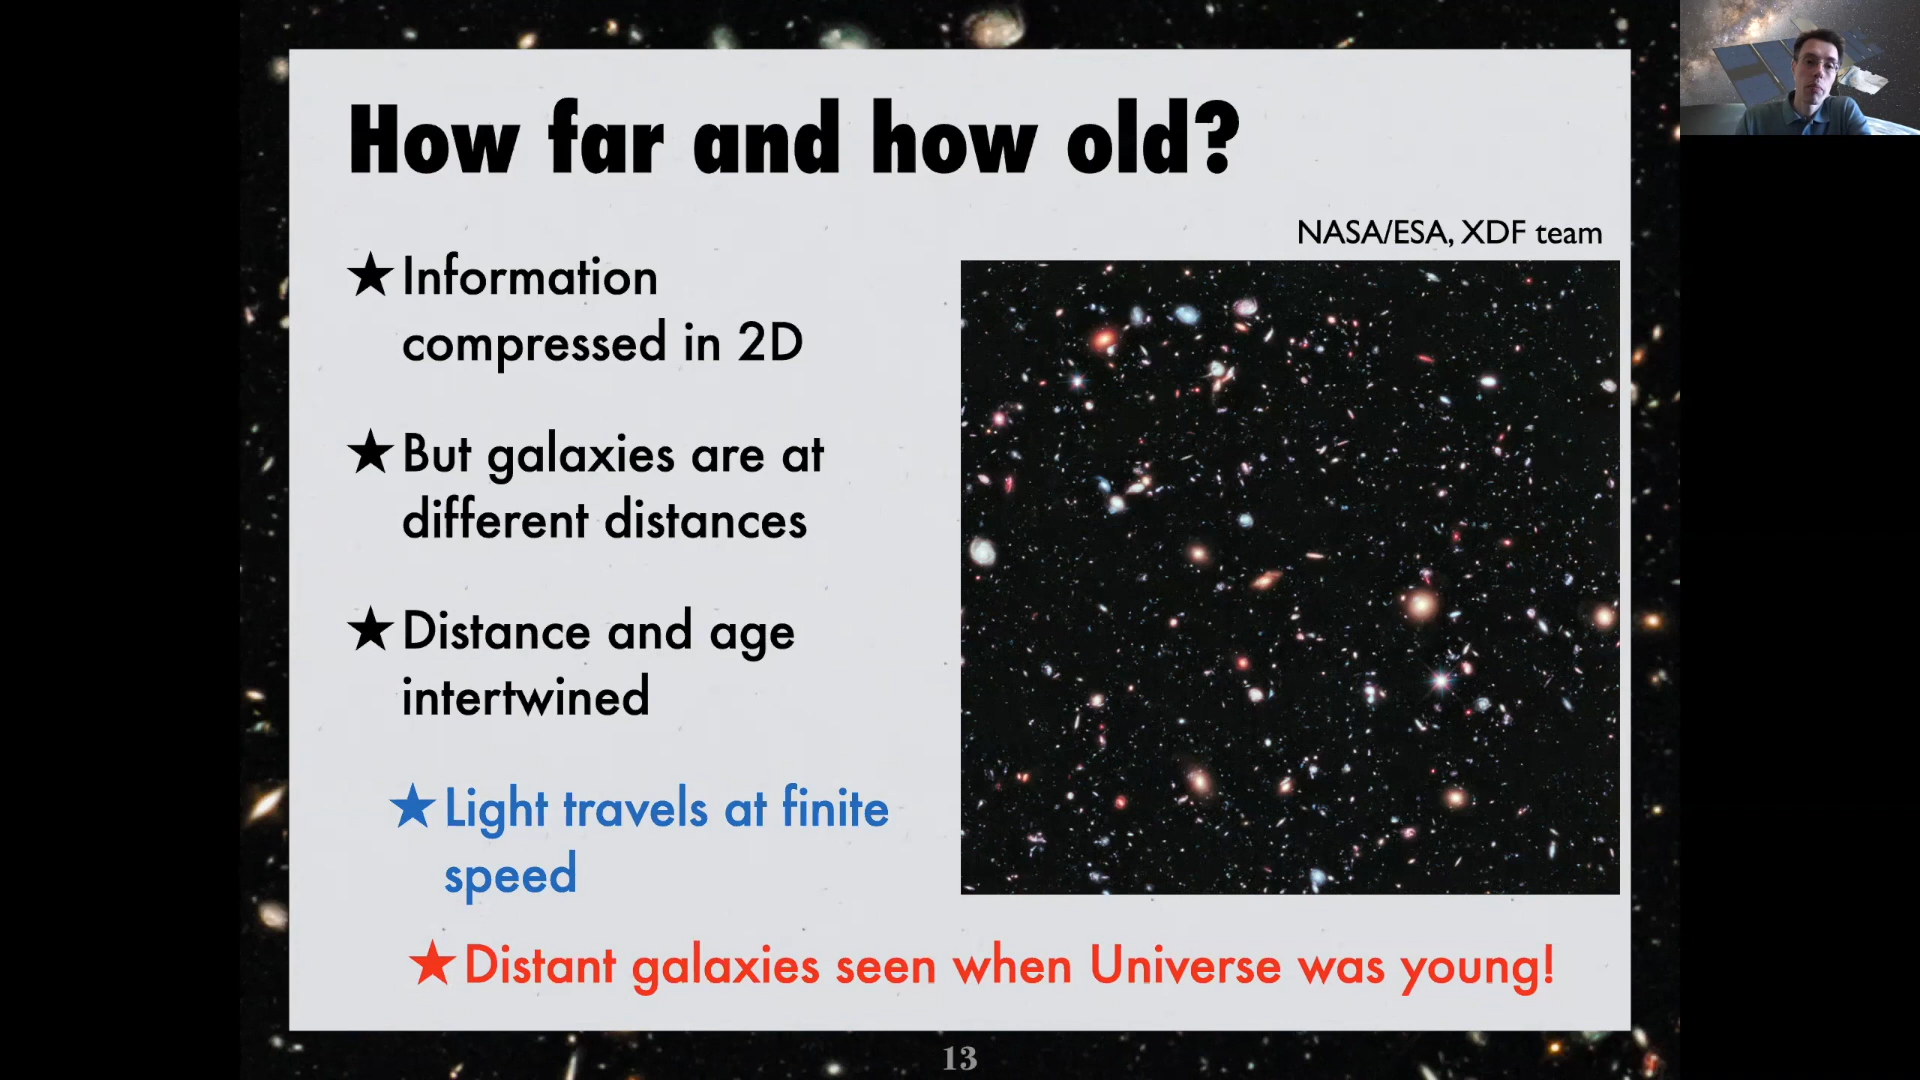 How far and how old?
NASA/ESA, XDF team
★Information
compressed in 2D
★But galaxies are at
different distances
★Distance and age
intertwined
★Light travels at finite
speed
★Distant galaxies seen when Universe was young!
13